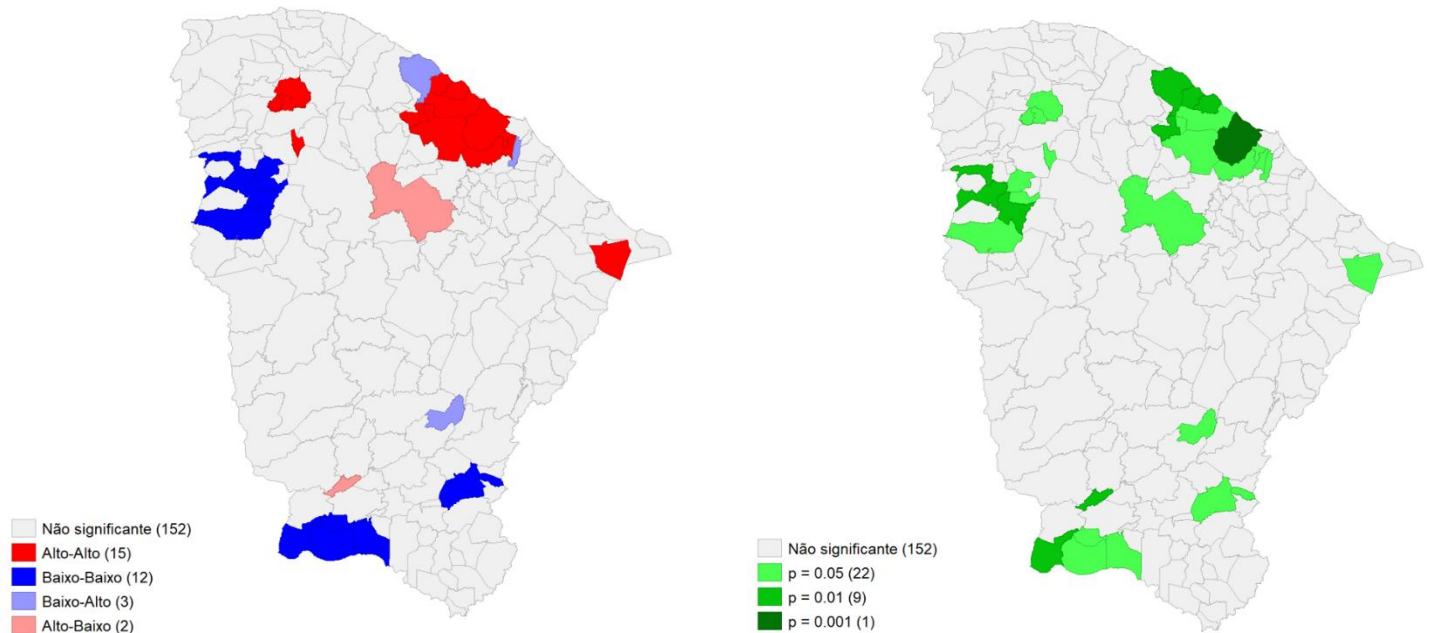 Não significante (152)
Alto-Alto (15)
Baixo-Baixo (12)
Baixo-Alto (3)
Alto-Baixo (2)
Não significante (152)
p = 0.05 (22)
p = 0.01 (9)
p = 0.001 (1)